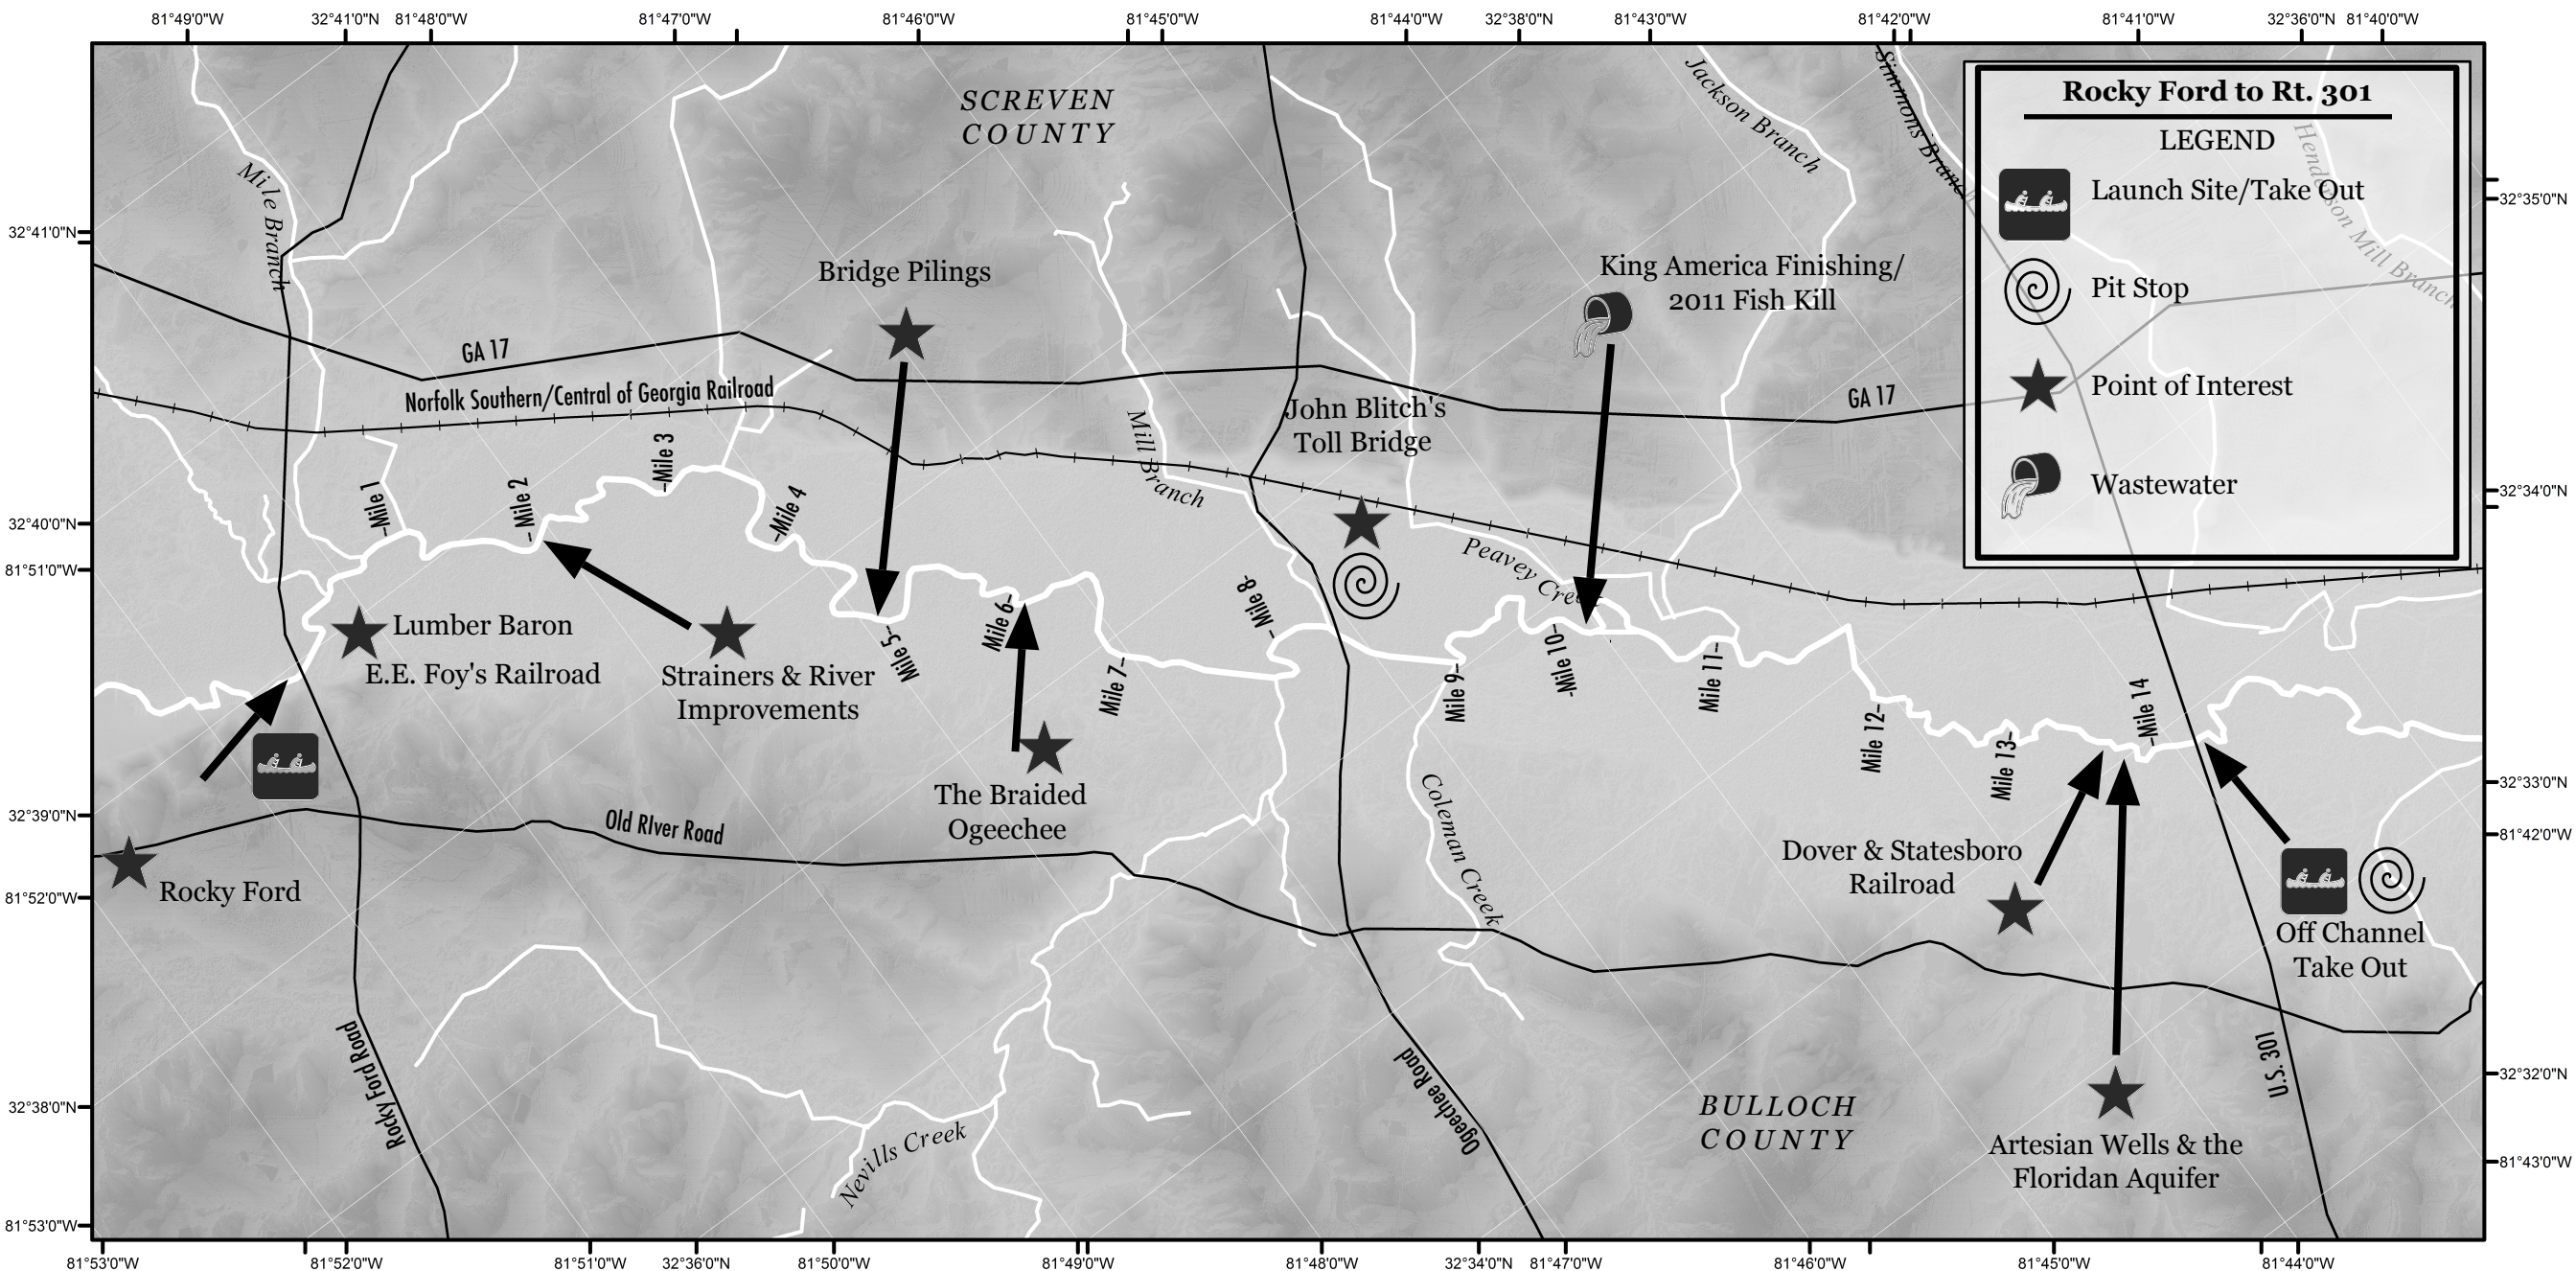 81°49'0"W 32°41'0"N 81°48'0"W 81°47'0"W 81°46'0"W 81°45'0"W 81°44'0"W 32°38'0"N 81°43'0"W 81°42'0"W 81°41'0"W 32°36'0"N 81°40'0"W
32°41'0"N
32°40'0"N
81°51'0"W
32°39'0"N
81°52'0"W
32°38'0"N
81°53'0"W
32°35'0"N
32°34'0"N
32°33'0"N
81°42'0"W
32°32'0"N
81°43'0"W
Rocky Ford to Rt. 301
LEGEND
Launch Site/Take Out
Pit Stop
Point of Interest
Wastewater
SCREVEN
COUNTY
Mile Branch
Jackson Branch
Simmons Branch
Henderson Mill Branch
Bridge Pilings
King America Finishing/
2011 Fish Kill
GA 17
GA 17
Norfolk Southern/Central of Georgia Railroad
John Blitch's
Toll Bridge
Mill Branch
Peavey Creek
-Mile 1
- Mile 2
-Mile 3
-Mile 4
Mile 5-
Mile 6-
Mile 7-
- Mile 8-
Mile 9-
-Mile 10-
Mile 11-
Mile 12-
Mile 13-
-Mile 14
Lumber Baron
E.E. Foy's Railroad
Strainers & River
Improvements
The Braided
Ogeechee
Old RIver Road
Rocky Ford
Coleman Creek
Dover & Statesboro
Railroad
Off Channel
Take Out
Rocky Ford Road
Ogeechee Road
U.S. 301
Nevills Creek
BULLOCH
COUNTY
Artesian Wells & the
Floridan Aquifer
81°53'0"W 81°52'0"W 81°51'0"W 32°36'0"N 81°50'0"W 81°49'0"W 81°48'0"W 32°34'0"N 81°47'0"W 81°46'0"W 81°45'0"W 81°44'0"W